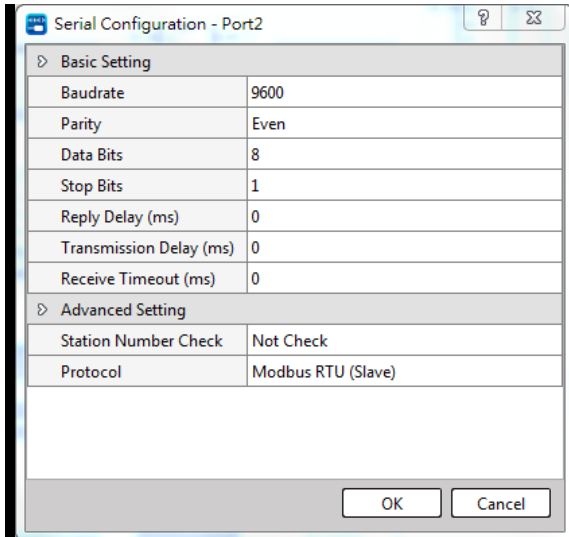 Serial Configuration - Port2
Basic Setting
Baudrate 9600
Parity Even
Data Bits 8
Stop Bits 1
Reply Delay (ms) 0
Transmission Delay (ms) 0
Receive Timeout (ms) 0
Advanced Setting
Station Number Check Not Check
Protocol Modbus RTU (Slave)
OK Cancel